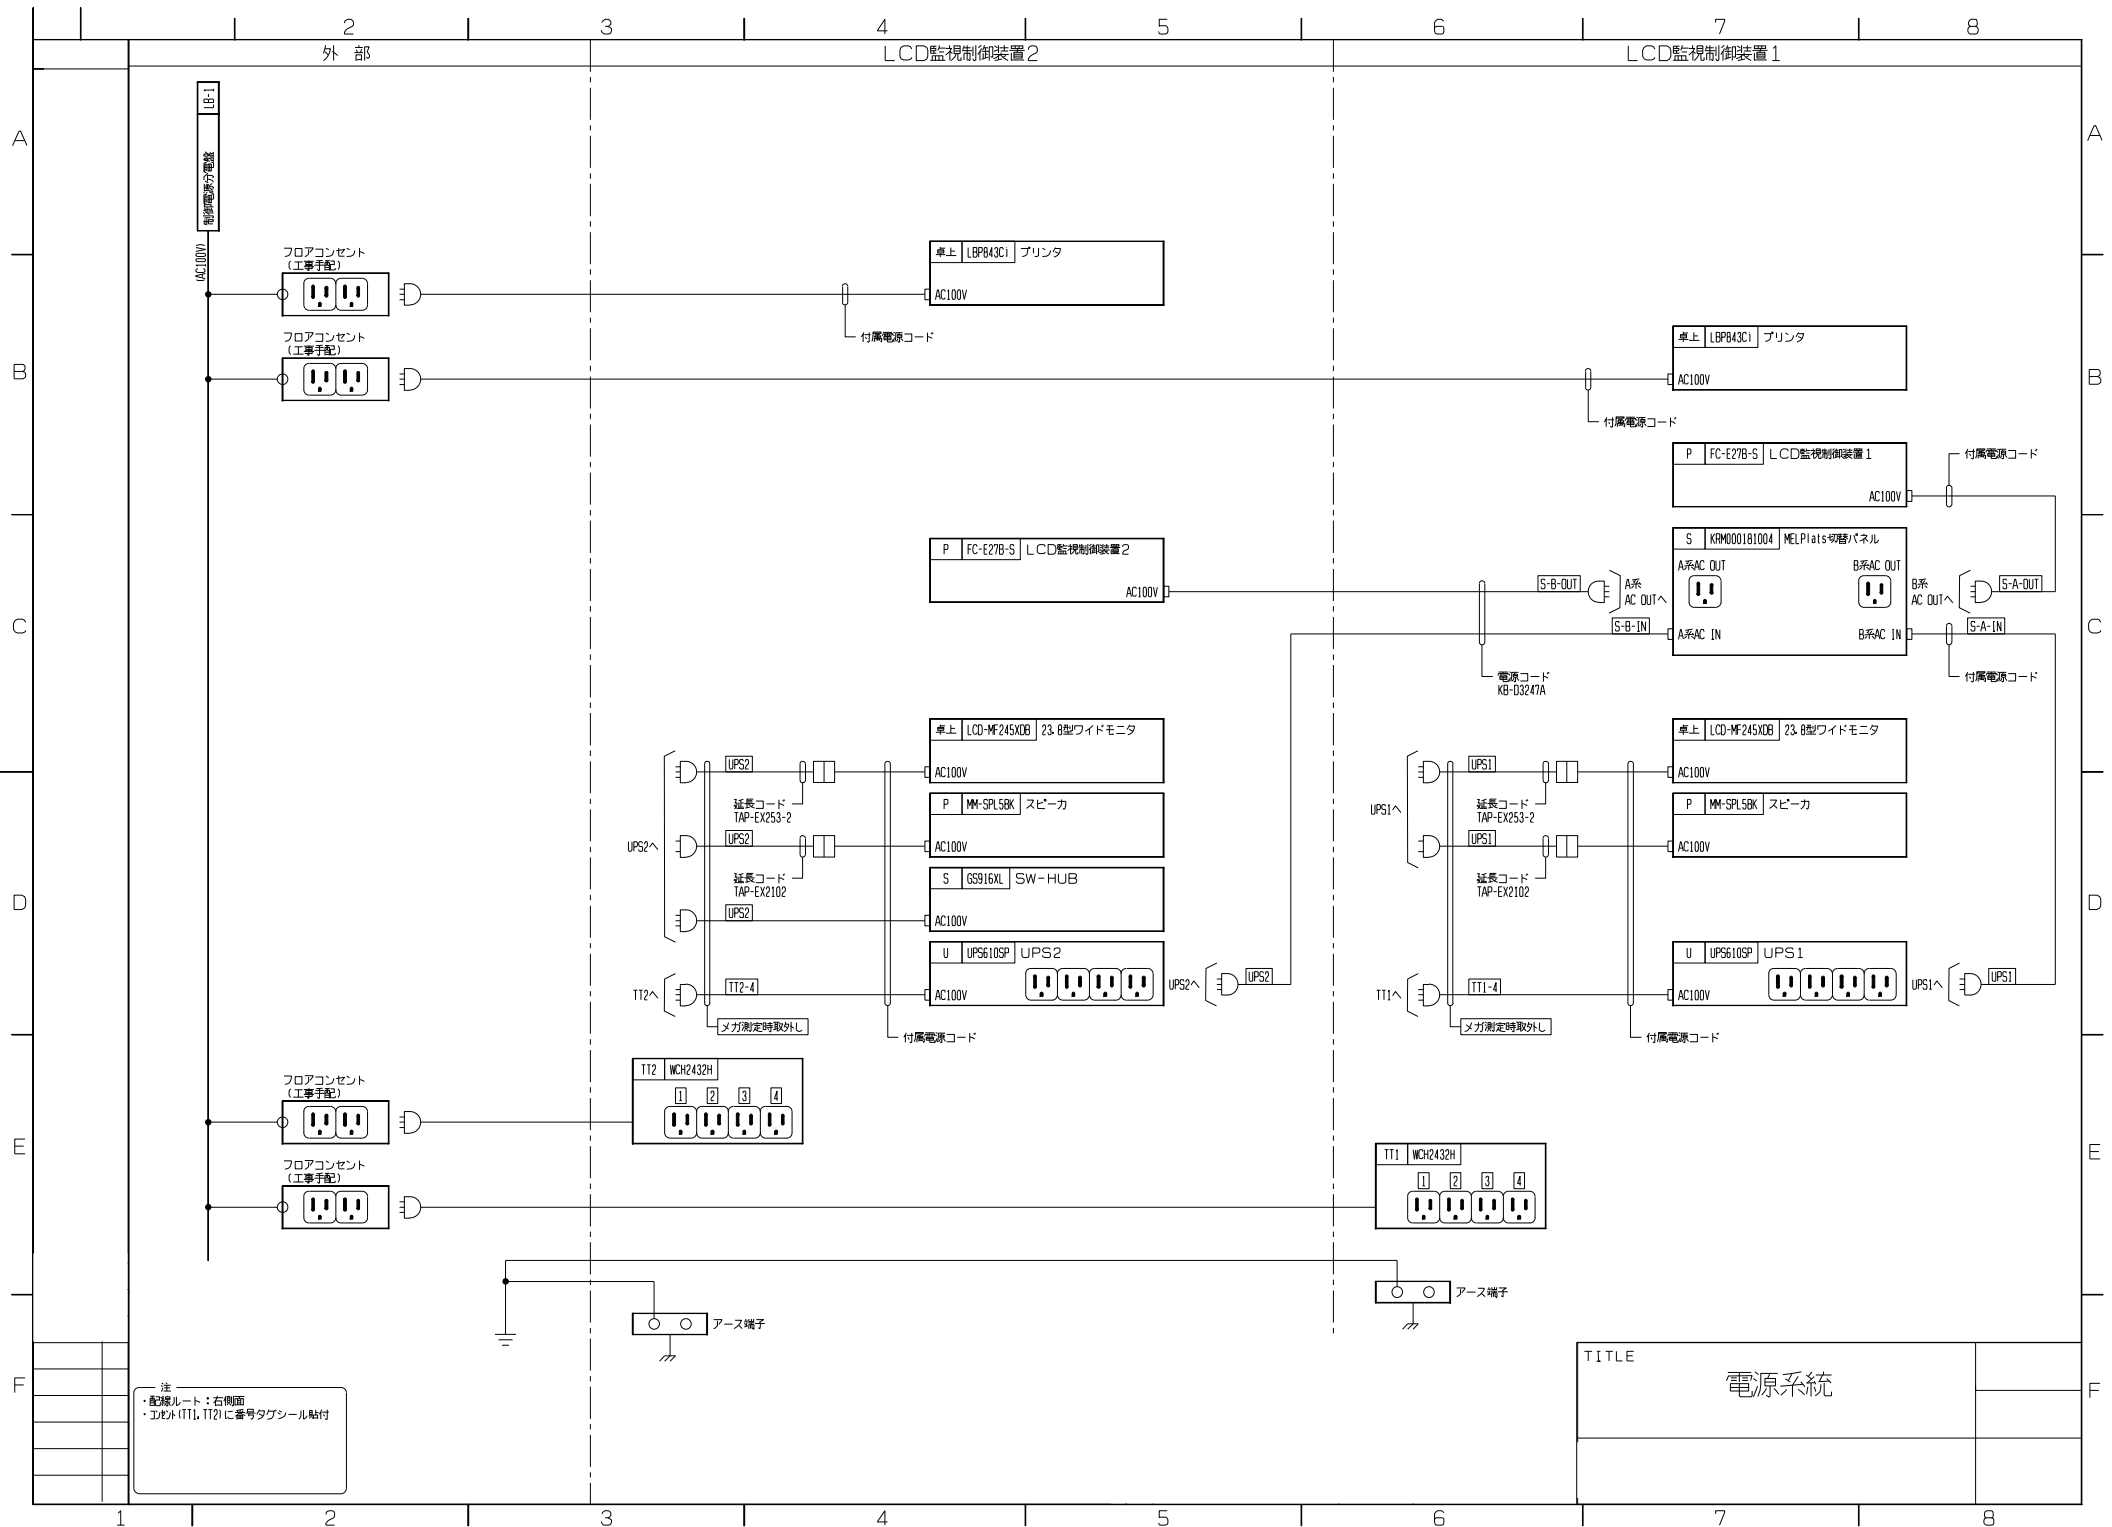 2 3 4 5 6 7 8
外 部
LCD監視制御装置2
LCD監視制御装置1
A
A
LB-1
制御電源分電盤
(AC100V)
フロアコンセント
(工事手配)
卓上 LBP843Ci プリンタ
AC100V
付属電源コード
B
B
フロアコンセント
(工事手配)
卓上 LBP843Ci プリンタ
AC100V
付属電源コード
P FC-E27B-S LCD監視制御装置1
AC100V
付属電源コード
C
C
P FC-E27B-S LCD監視制御装置2
AC100V
S KRM000181004 MELPlats切替パネル
A系AC OUT
B系AC OUT
S-B-OUT
A系
AC OUTへ
B系
AC OUTへ
S-A-OUT
S-B-IN
A系AC IN
B系AC IN
S-A-IN
電源コード
KB-D3247A
付属電源コード
卓上 LCD-MF245XDB 23.8型ワイドモニタ
UPS2
AC100V
延長コード
TAP-EX253-2
P MM-SPL5BK スピーカ
UPS2へ
UPS2
AC100V
延長コード
TAP-EX2102
D
D
S GS916XL SW-HUB
UPS2
AC100V
U UPS610SP UPS2
TT2へ
TT2-4
AC100V
UPS2へ
UPS2
メガ測定時取外し
付属電源コード
卓上 LCD-MF245XDB 23.8型ワイドモニタ
UPS1
AC100V
延長コード
TAP-EX253-2
P MM-SPL5BK スピーカ
UPS1へ
UPS1
AC100V
延長コード
TAP-EX2102
U UPS610SP UPS1
TT1へ
TT1-4
AC100V
UPS1へ
UPS1
メガ測定時取外し
付属電源コード
E
E
フロアコンセント
(工事手配)
TT2 WCH2432H
1 2 3 4
フロアコンセント
(工事手配)
TT1 WCH2432H
1 2 3 4
アース端子
アース端子
F
F
注
・配線ルート:右側面
・コンセント(TT1,TT2)に番号タグシール貼付
TITLE
電源系統
1 2 3 4 5 6 7 8